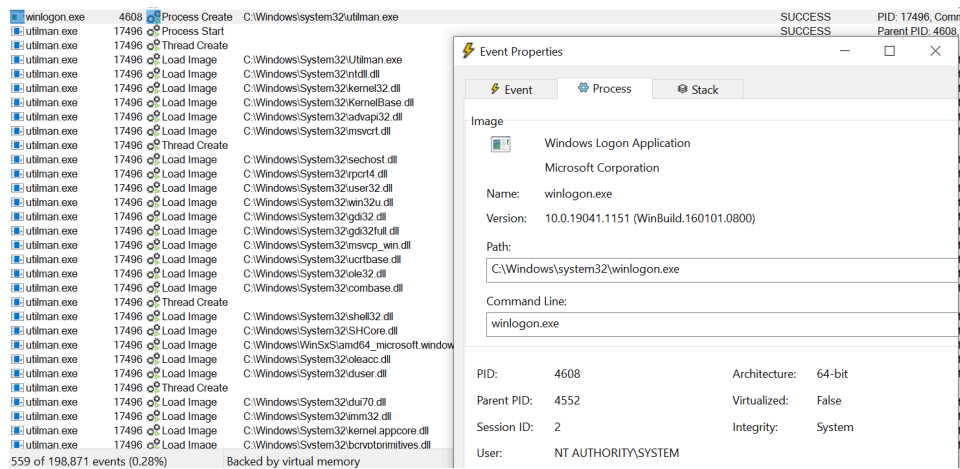 winlogon.exe 4608 Process Create C:\Windows\system32\utilman.exe SUCCESS PID: 17496, Comm
utilman.exe 17496 Process Start SUCCESS Parent PID: 4608,
utilman.exe 17496 Thread Create
utilman.exe 17496 Load Image C:\Windows\System32\Utilman.exe
utilman.exe 17496 Load Image C:\Windows\System32\ntdll.dll
utilman.exe 17496 Load Image C:\Windows\System32\kernel32.dll
utilman.exe 17496 Load Image C:\Windows\System32\KernelBase.dll
utilman.exe 17496 Load Image C:\Windows\System32\advapi32.dll
utilman.exe 17496 Load Image C:\Windows\System32\msvcrt.dll
utilman.exe 17496 Thread Create
utilman.exe 17496 Load Image C:\Windows\System32\sechost.dll
utilman.exe 17496 Load Image C:\Windows\System32\rpcrt4.dll
utilman.exe 17496 Load Image C:\Windows\System32\user32.dll
utilman.exe 17496 Load Image C:\Windows\System32\win32u.dll
utilman.exe 17496 Load Image C:\Windows\System32\gdi32.dll
utilman.exe 17496 Load Image C:\Windows\System32\gdi32full.dll
utilman.exe 17496 Load Image C:\Windows\System32\msvcp_win.dll
utilman.exe 17496 Load Image C:\Windows\System32\ucrtbase.dll
utilman.exe 17496 Load Image C:\Windows\System32\ole32.dll
utilman.exe 17496 Load Image C:\Windows\System32\combase.dll
utilman.exe 17496 Thread Create
utilman.exe 17496 Load Image C:\Windows\System32\shell32.dll
utilman.exe 17496 Load Image C:\Windows\System32\SHCore.dll
utilman.exe 17496 Load Image C:\Windows\WinSxS\amd64_microsoft.window
utilman.exe 17496 Load Image C:\Windows\System32\oleacc.dll
utilman.exe 17496 Load Image C:\Windows\System32\duser.dll
utilman.exe 17496 Thread Create
utilman.exe 17496 Load Image C:\Windows\System32\dui70.dll
utilman.exe 17496 Load Image C:\Windows\System32\imm32.dll
utilman.exe 17496 Load Image C:\Windows\System32\kernel.appcore.dll
utilman.exe 17496 Load Image C:\Windows\System32\bcryptprimitives.dll
559 of 198,871 events (0.28%) Backed by virtual memory
Event Properties
Event Process Stack
Image
Windows Logon Application
Microsoft Corporation
Name: winlogon.exe
Version: 10.0.19041.1151 (WinBuild.160101.0800)
Path:
C:\Windows\system32\winlogon.exe
Command Line:
winlogon.exe
PID: 4608 Architecture: 64-bit
Parent PID: 4552 Virtualized: False
Session ID: 2 Integrity: System
User: NT AUTHORITY\SYSTEM